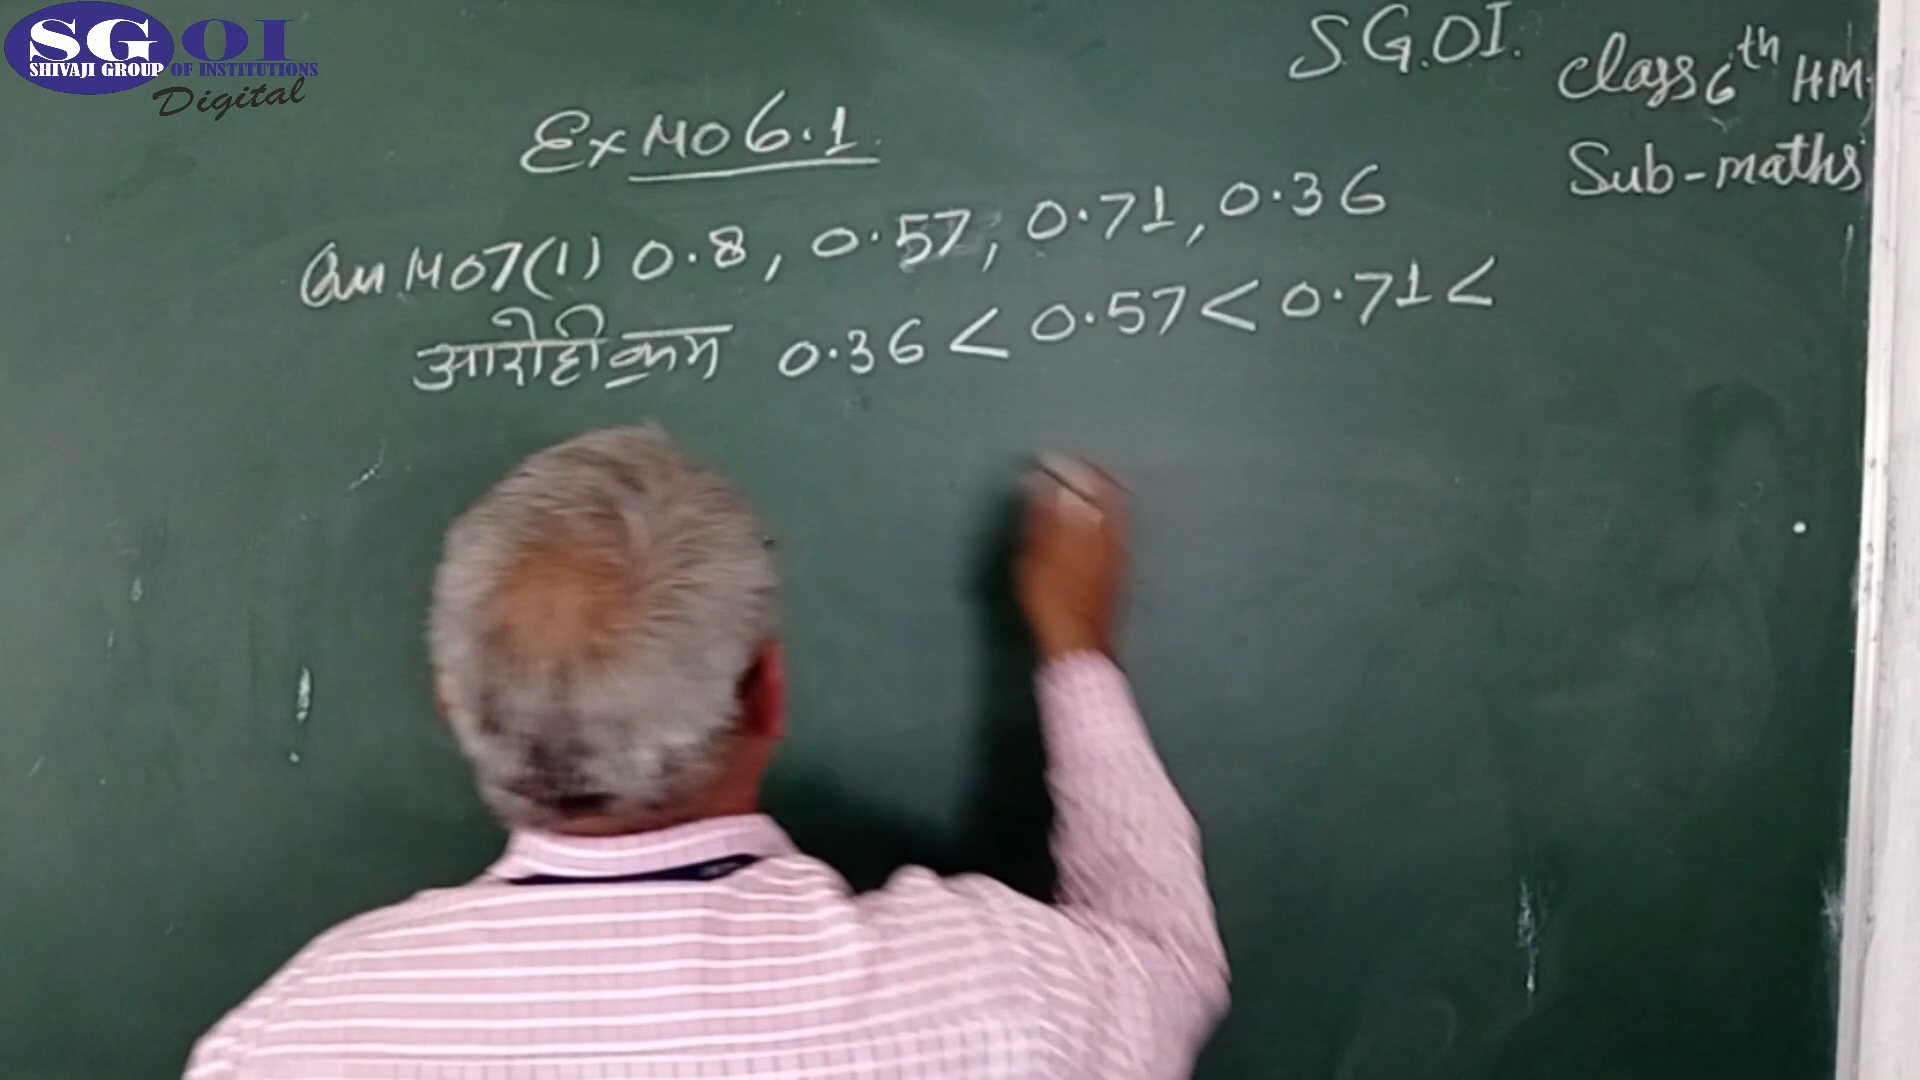 SGOI
SHIVAJI GROUP OF INSTITUTIONS
Digital
S.G.OI.
Class 6th HM.
Sub-maths
Ex NO 6.1.
Qu NO7(1) 0.8, 0.57, 0.71, 0.36
आरोही क्रम 0.36 < 0.57 < 0.71 <